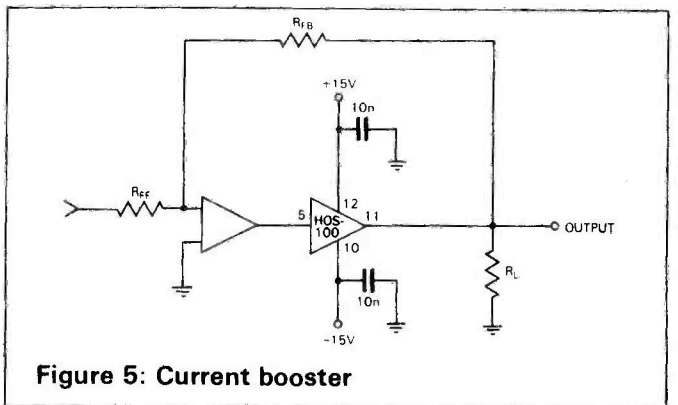 RFB
+15V
10n
RFF
5
12
HOS-
100
11
10
OUTPUT
RL
10n
-15V
Figure 5: Current booster